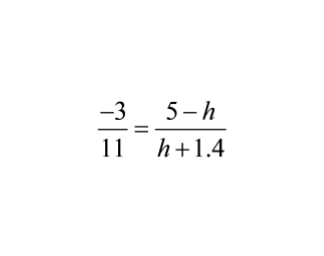 −3/11 = (5 − h)/(h + 1.4)